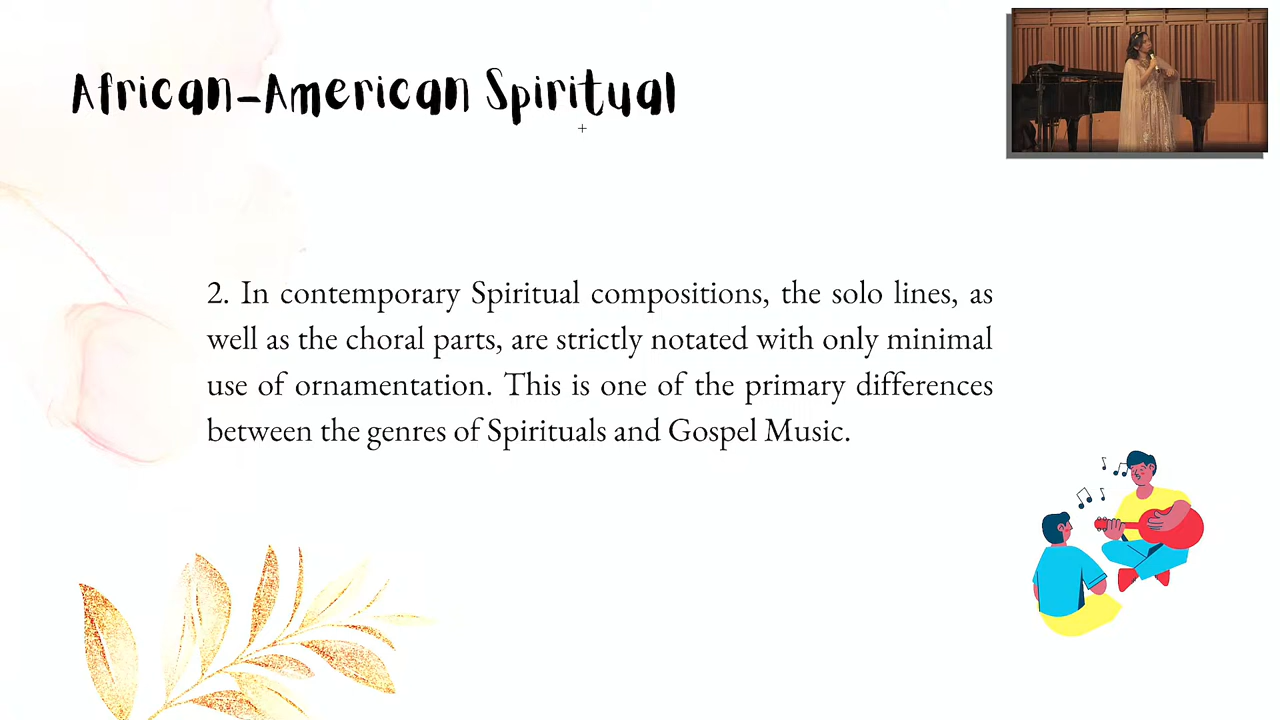 African-American Spiritual
2. In contemporary Spiritual compositions, the solo lines, as
well as the choral parts, are strictly notated with only minimal
use of ornamentation. This is one of the primary differences
between the genres of Spirituals and Gospel Music.